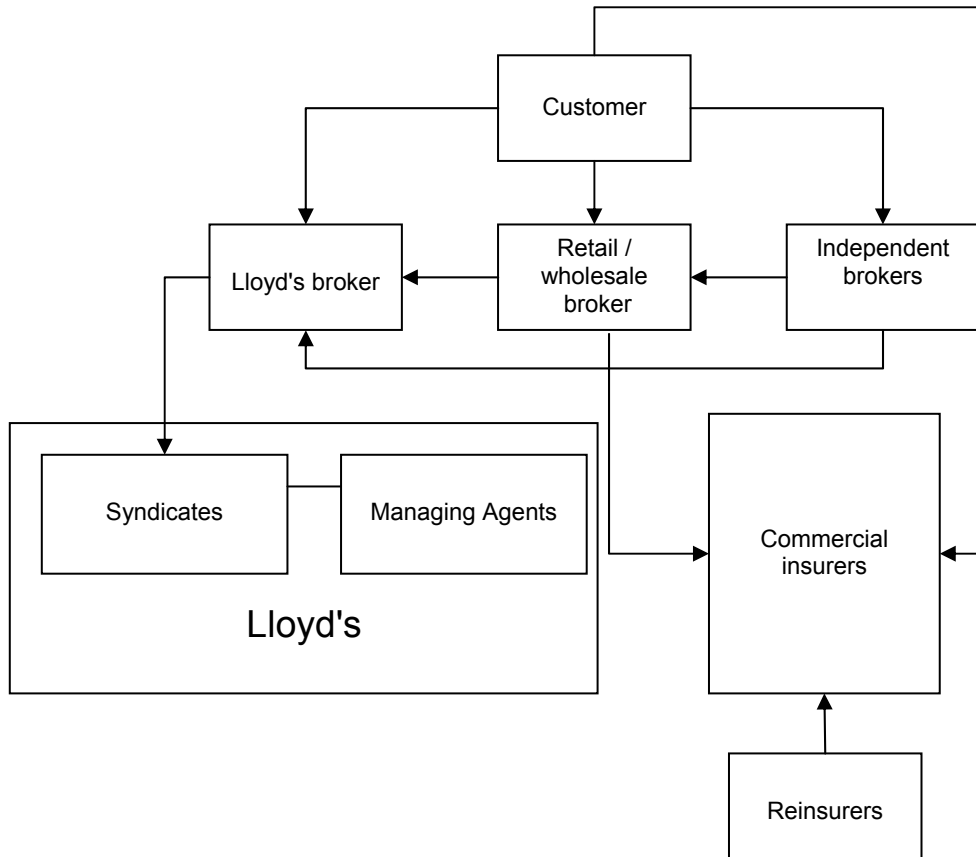 Customer
Lloyd's broker
Retail /
wholesale
broker
Independent
brokers
Syndicates
Managing Agents
Lloyd's
Commercial
insurers
Reinsurers